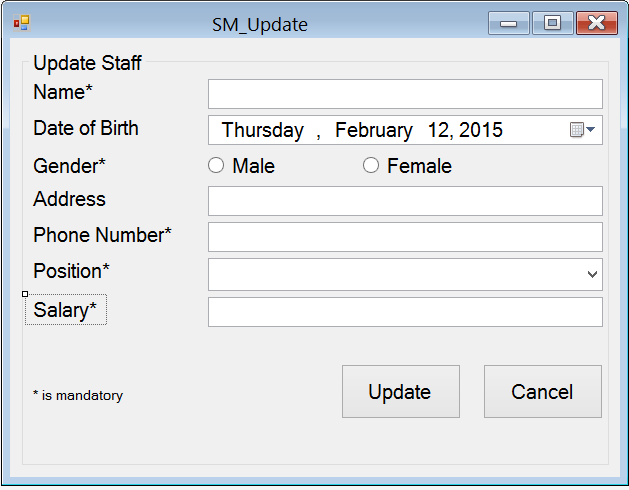 SM_Update
Update Staff
Name*
Date of Birth Thursday , February 12, 2015
Gender* Male Female
Address
Phone Number*
Position*
Salary*
* is mandatory Update Cancel